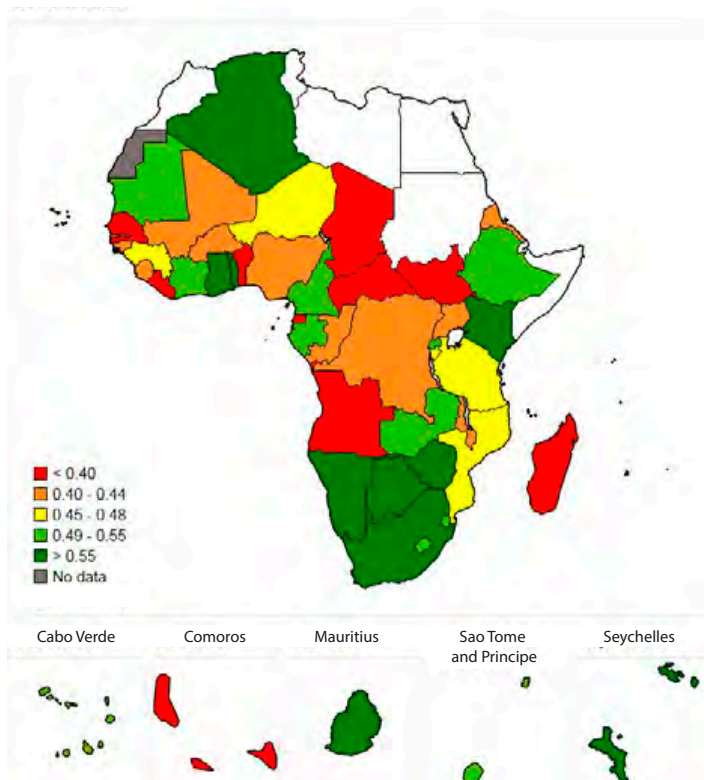 < 0.40
0.40 - 0.44
0.45 - 0.48
0.49 - 0.55
> 0.55
No data
Cabo Verde
Comoros
Mauritius
Sao Tome
and Principe
Seychelles